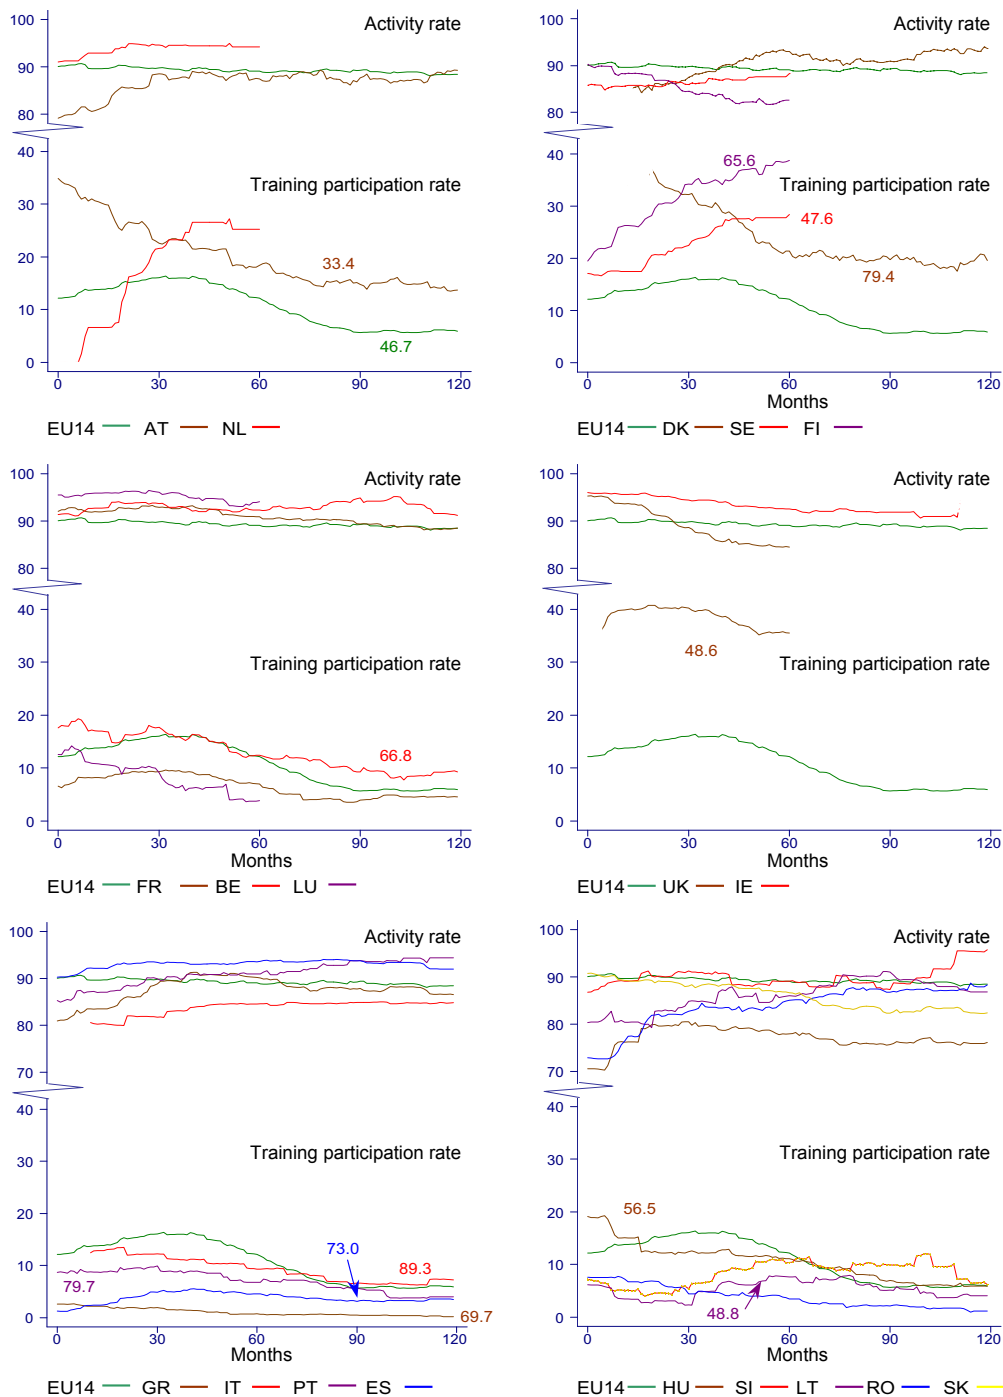 100
Activity rate
90
80
40
Training participation rate
30
20
33.4
10
46.7
0
0 30 60 90 120
EU14 AT NL
100
Activity rate
90
80
40
65.6
Training participation rate
30
47.6
20
79.4
10
0
0 30 60 90 120
Months
EU14 DK SE FI
100
Activity rate
90
80
40
30
Training participation rate
20
66.8
10
0
0 30 60 90 120
Months
EU14 FR BE LU
100
Activity rate
90
80
40
48.6
30
Training participation rate
20
10
0
0 30 60 90 120
Months
EU14 UK IE
100
Activity rate
90
80
70
40
30
Training participation rate
20
73.0
10
89.3
79.7
0
69.7
0 30 60 90 120
Months
EU14 GR IT PT ES
100
Activity rate
90
80
70
40
30
Training participation rate
20
56.5
10
48.8
0
0 30 60 90 120
Months
EU14 HU SI LT RO SK